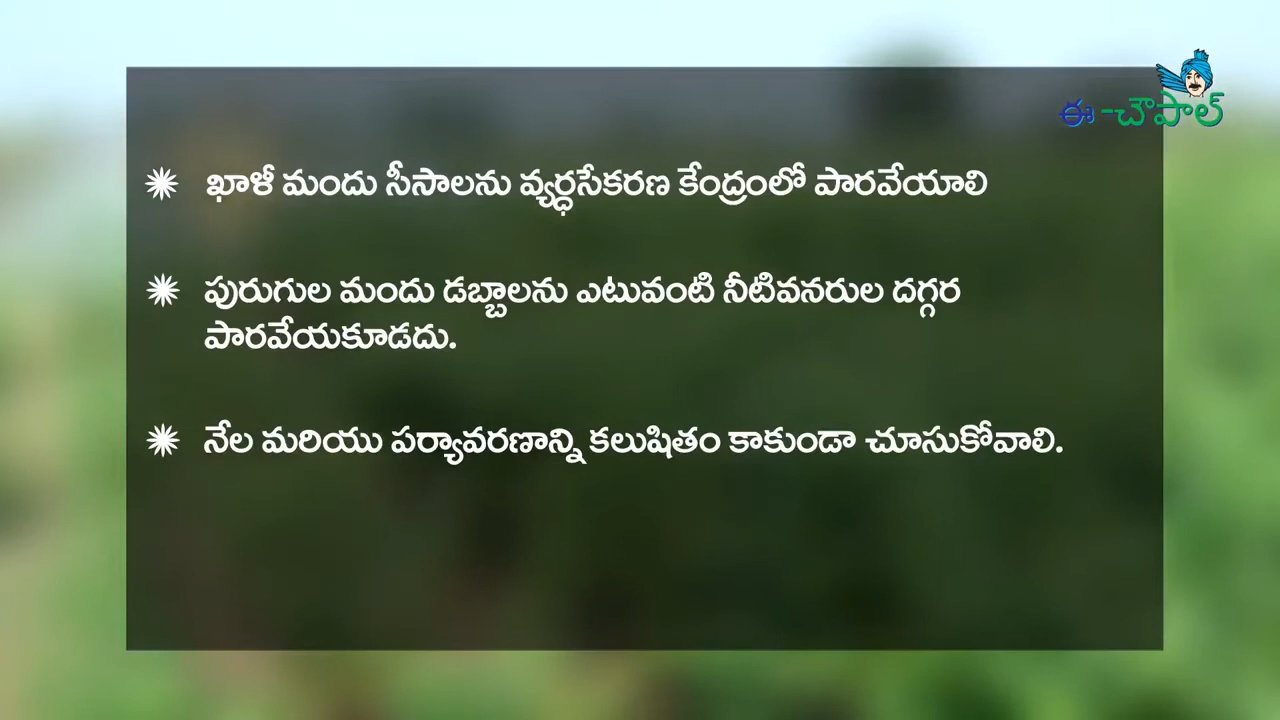 ఈ-చౌపాల్
ఖాళీ మందు సీసాలను వ్యర్ధసేకరణ కేంద్రంలో పారవేయాలి
పురుగుల మందు డబ్బాలను ఎటువంటి నీటివనరుల దగ్గర
పారవేయకూడదు.
నేల మరియు పర్యావరణాన్ని కలుషితం కాకుండా చూసుకోవాలి.